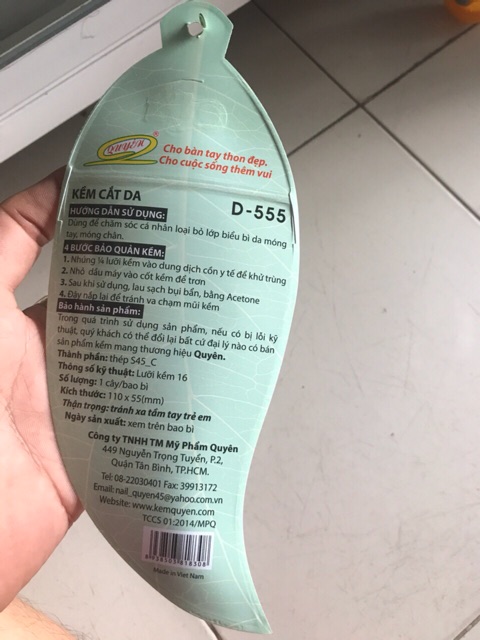 QUYÊN ®
Cho bàn tay thon đẹp.
Cho cuộc sống thêm vui
KỀM CẮT DA
D-555
HƯỚNG DẪN SỬ DỤNG:
Dùng để chăm sóc cá nhân loại bỏ lớp biểu bì da móng
tay, móng chân.
4 BƯỚC BẢO QUẢN KỀM:
1. Nhúng ¼ lưỡi kềm vào dung dịch cồn y tế để khử trùng
2. Nhỏ dầu máy vào cốt kềm để trơn
3. Sau khi sử dụng, lau sạch bụi bẩn, bằng Acetone
4. Đậy nắp lại để tránh va chạm mũi kềm
Bảo hành sản phẩm:
Trong quá trình sử dụng sản phẩm, nếu có bị lỗi kỹ
thuật, quý khách có thể đổi lại bất cứ đại lý nào có bán
sản phẩm kềm mang thương hiệu Quyên.
Thành phần: thép S45_C
Thông số kỹ thuật: Lưỡi kềm 16
Số lượng: 1 cây/bao bì
Kích thước: 110 x 55(mm)
Thận trọng: tránh xa tầm tay trẻ em
Ngày sản xuất: xem trên bao bì
Công ty TNHH TM Mỹ Phẩm Quyên
449 Nguyễn Trọng Tuyển, P.2,
Quận Tân Bình, TP.HCM.
Tel: 08-22030401 Fax: 39913172
Email: nail_quyen45@yahoo.com.vn
Website: www.kemquyen.com
TCCS 01:2014/MPQ
Made in Viet Nam